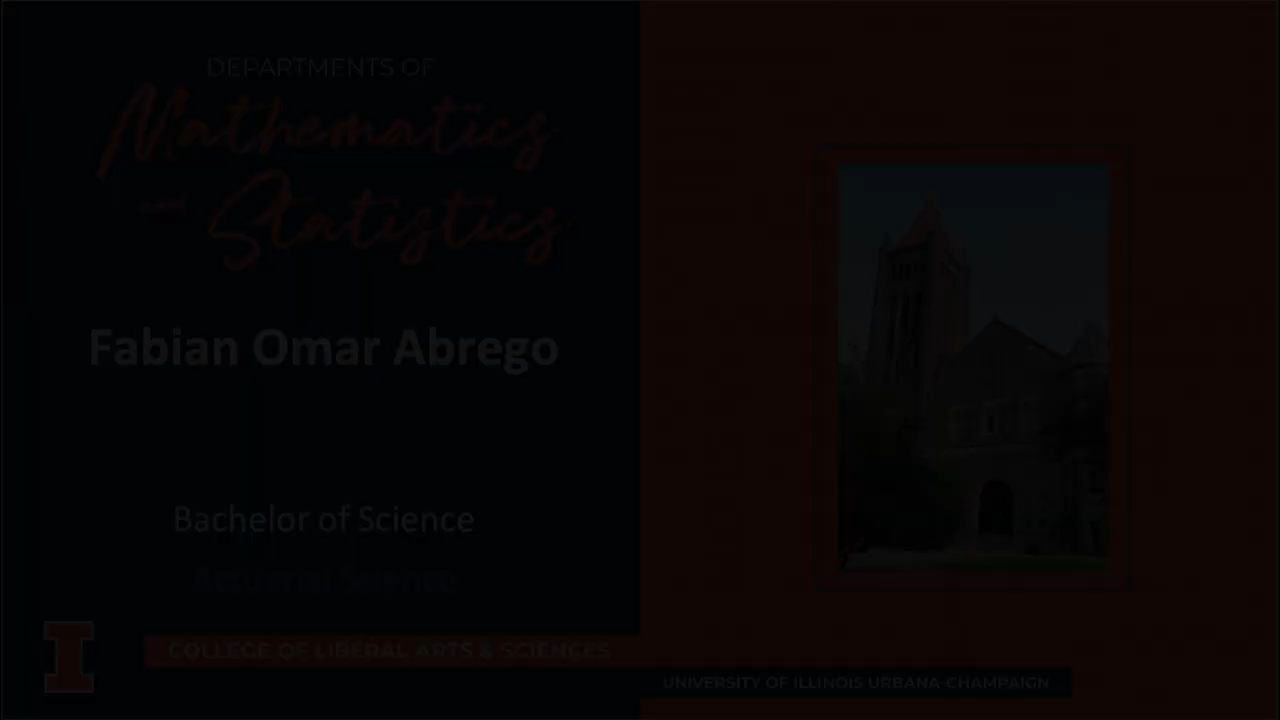 DEPARTMENTS OF
Mathematics
and Statistics
Fabian Omar Abrego
Bachelor of Science
Actuarial Science
COLLEGE OF LIBERAL ARTS & SCIENCES
UNIVERSITY OF ILLINOIS URBANA-CHAMPAIGN